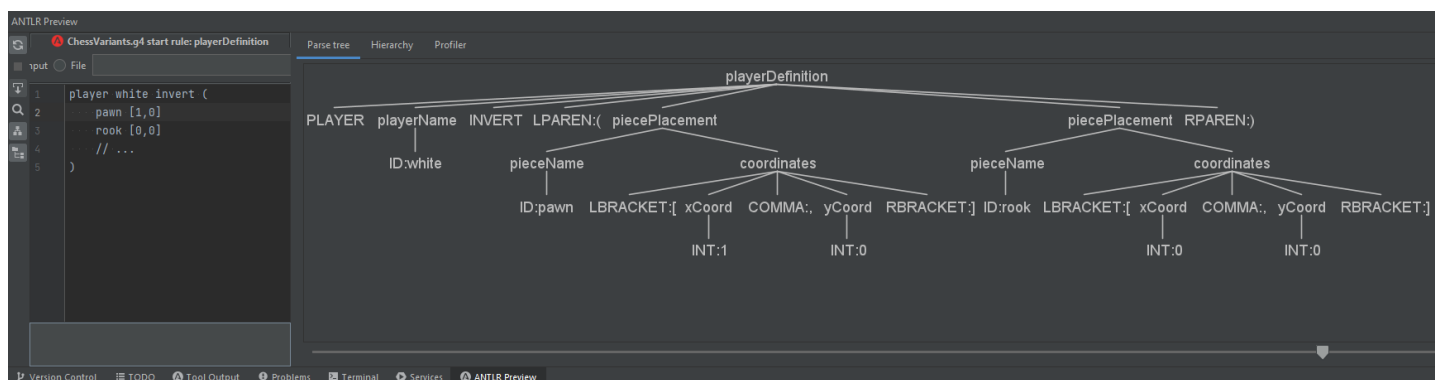 ANTLR Preview
ChessVariants.g4 start rule: playerDefinition
Parse tree Hierarchy Profiler
nput File
1 player white invert (
2 pawn [1,0]
3 rook [0,0]
4 // ...
5 )
playerDefinition
PLAYER playerName INVERT LPAREN:( piecePlacement piecePlacement RPAREN:)
ID:white pieceName coordinates pieceName coordinates
ID:pawn LBRACKET:[ xCoord COMMA:, yCoord RBRACKET:] ID:rook LBRACKET:[ xCoord COMMA:, yCoord RBRACKET:]
INT:1 INT:0 INT:0 INT:0
Version Control TODO Tool Output Problems Terminal Services ANTLR Preview